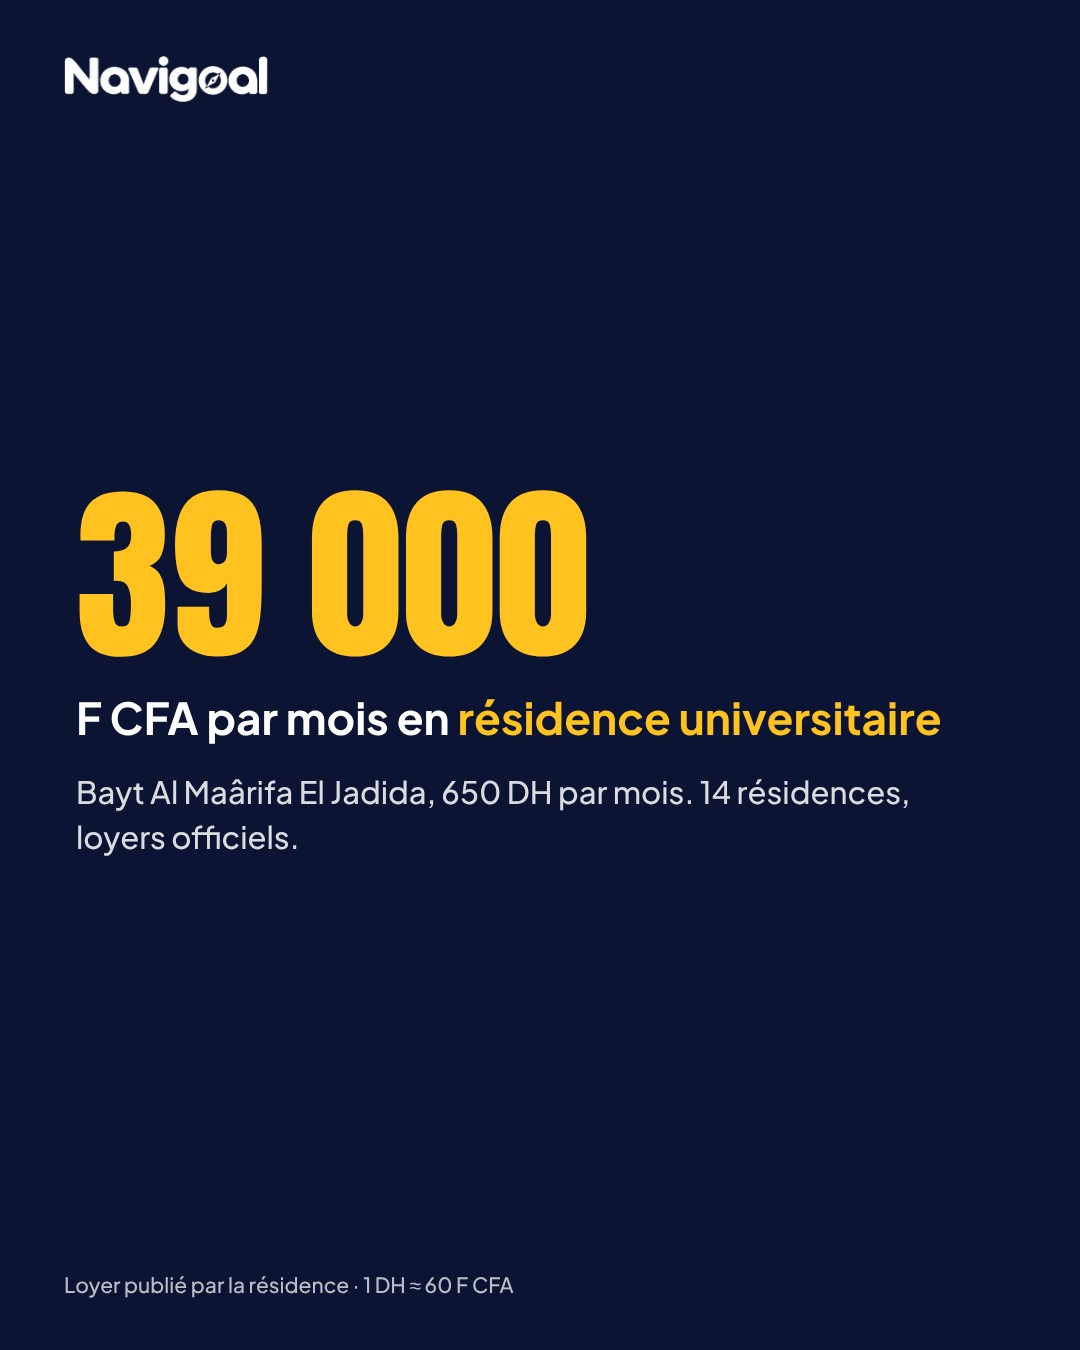 Navigoal
39 000
F CFA par mois en résidence universitaire
Bayt Al Maârifa El Jadida, 650 DH par mois. 14 résidences,
loyers officiels.
Loyer publié par la résidence · 1 DH ≈ 60 F CFA